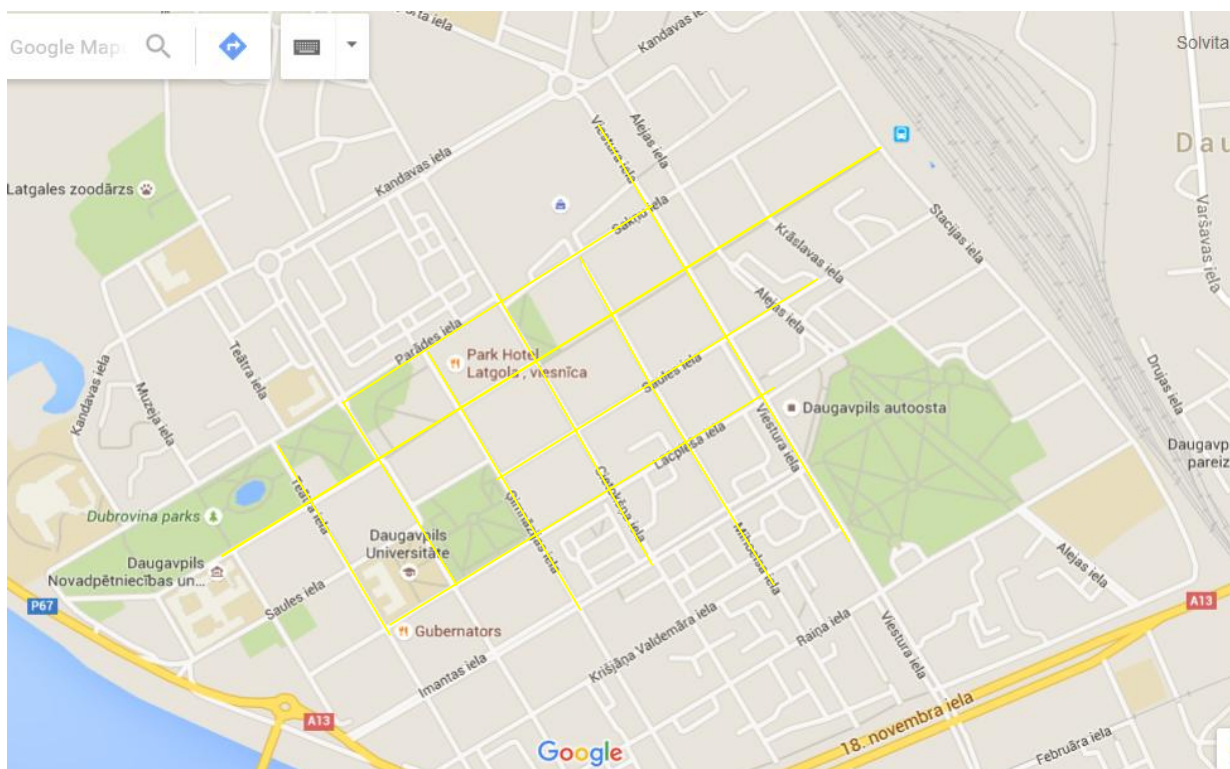 Google Map
rta iela
Kandavas iela
Solvita
Viestura iela
Alejas iela
Dau
Kandavas iela
Latgales zoodārzs
Varšavas iela
Stacijas iela
Sakņu iela
Krāslavas iela
Alejas iela
Parādes iela
Teātra iela
Park Hotel
Latgola , viesnīca
Saules iela
Kandavas iela
Muzeja iela
Drujas iela
Daugavpils autoosta
Viestura iela
Lāčplēša iela
Daugavp
pareiz
Teātra iela
Cietokšņa iela
Ģimnāzijas iela
Dubrovina parks
Daugavpils
Universitāte
Mihoelsa iela
Daugavpils
Novadpētniecības un...
Alejas iela
Saules iela
P67
A13
Gubernators
Raiņa iela
Viestura iela
Krišjāņa Valdemāra iela
Imantas iela
A13
18. novembra iela
Google
Februāra iela